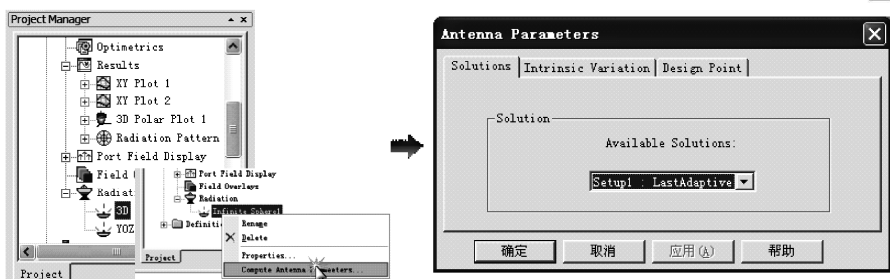 Project Manager
Optimetrics
Results
XY Plot 1
XY Plot 2
3D Polar Plot 1
Radiation Pattern
Port Field Display
Field
Radiat
3D
YOZ
Project
Port Field Display
Field Overlays
Radiation
Infinite Sphere1
Definitio
Project
Rename
Delete
Properties...
Compute Antenna Parameters...
Antenna Parameters
Solutions
Intrinsic Variation
Design Point
Solution
Available Solutions:
Setup1 : LastAdaptive
确定
取消
应用(A)
帮助